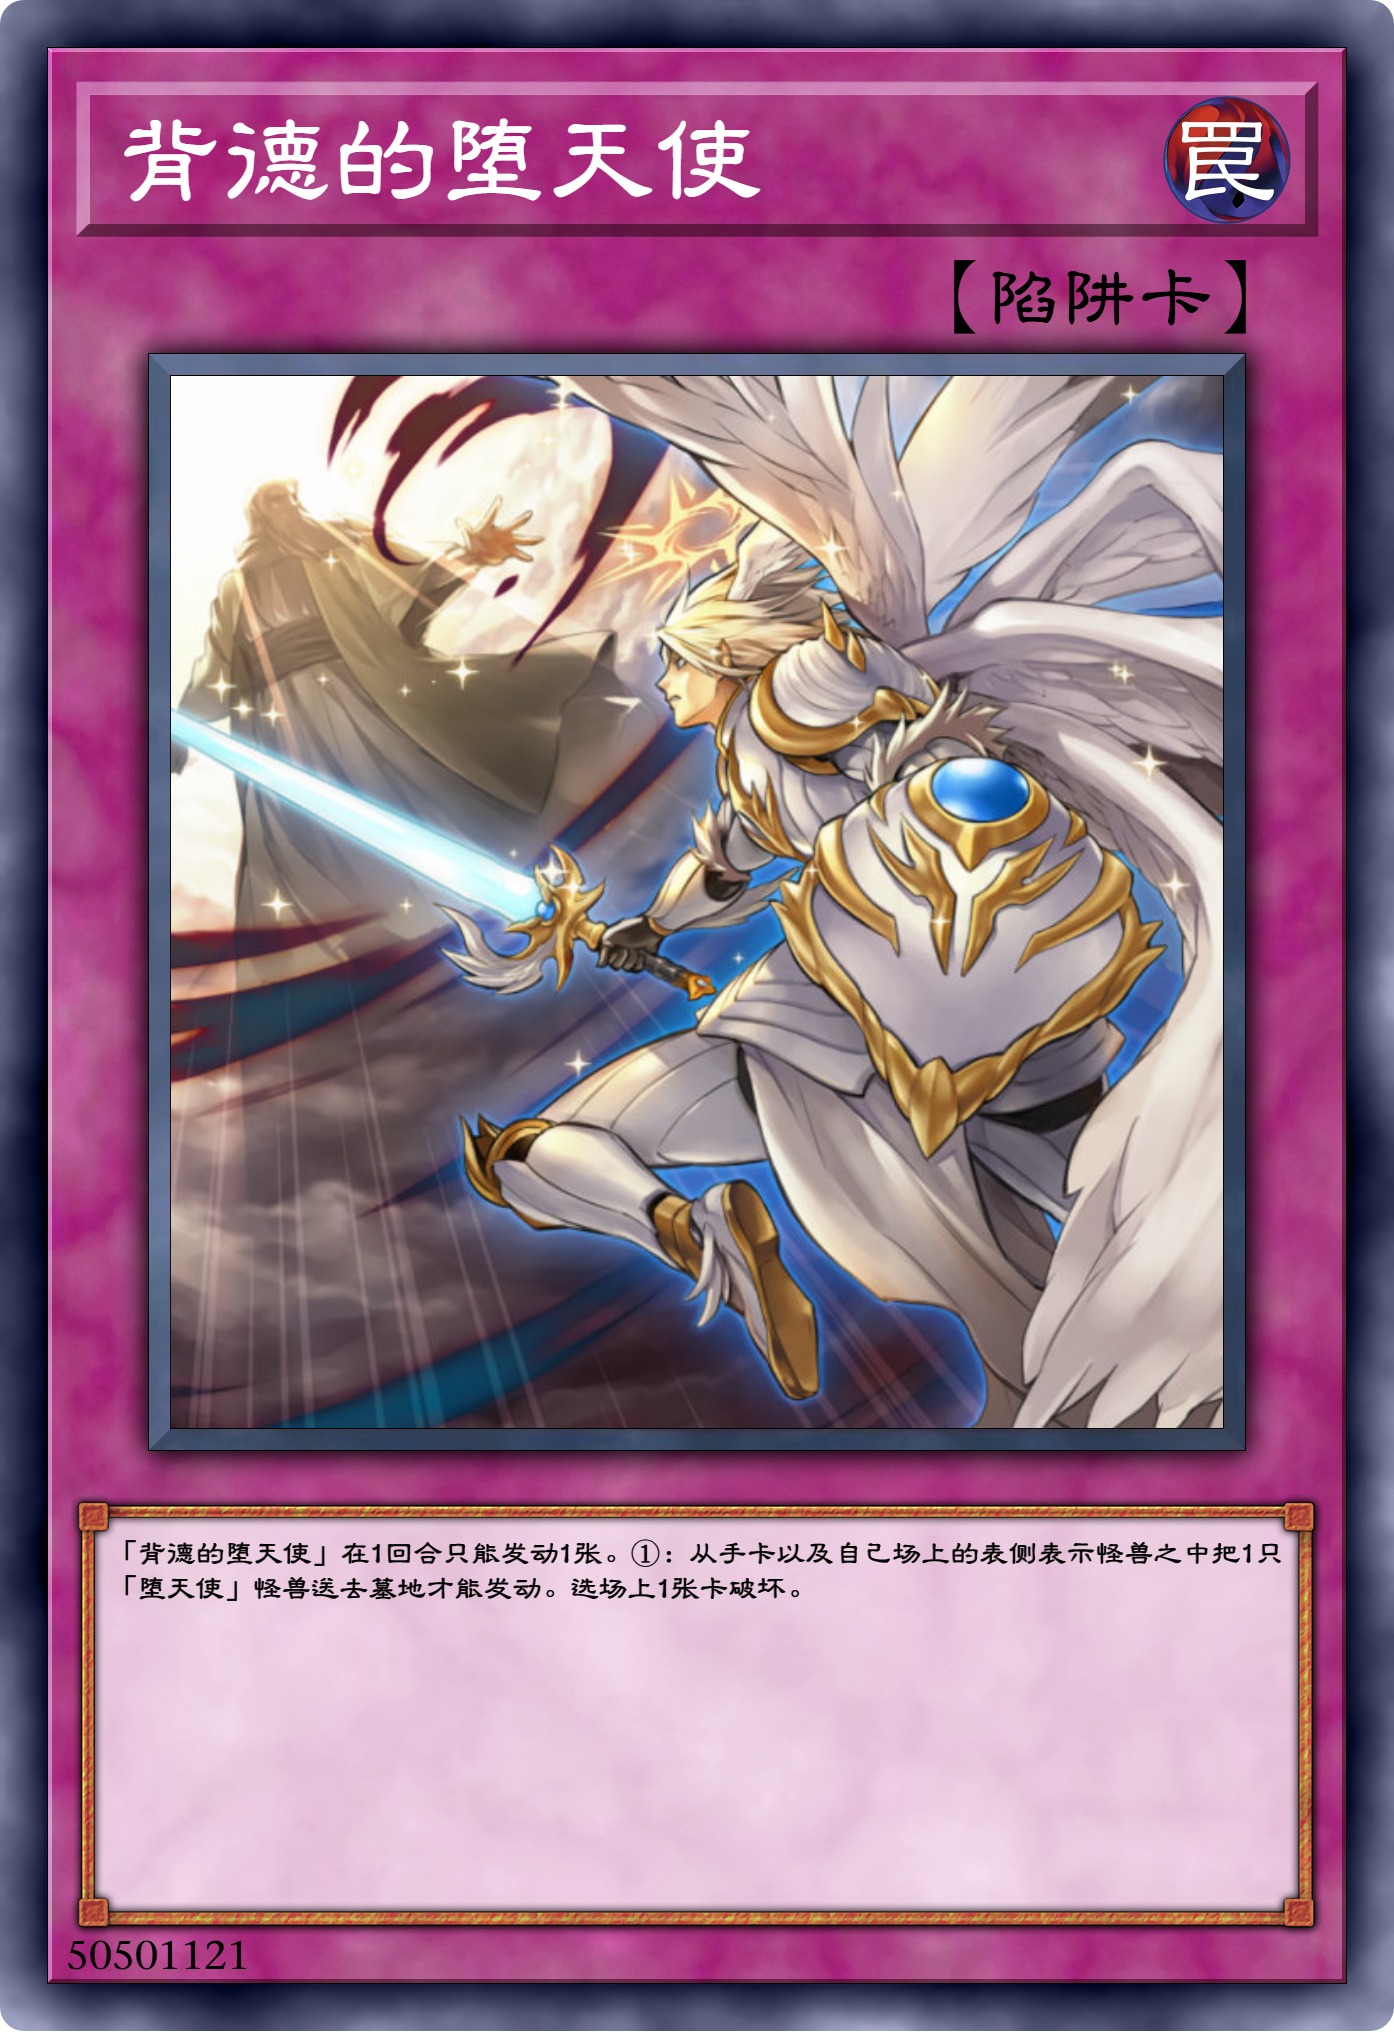 背德的堕天使
罠
【陷阱卡】
「背德的堕天使」在1回合只能发动1张。①：从手卡以及自己场上的表侧表示怪兽之中把1只
「堕天使」怪兽送去墓地才能发动。选场上1张卡破坏。
50501121